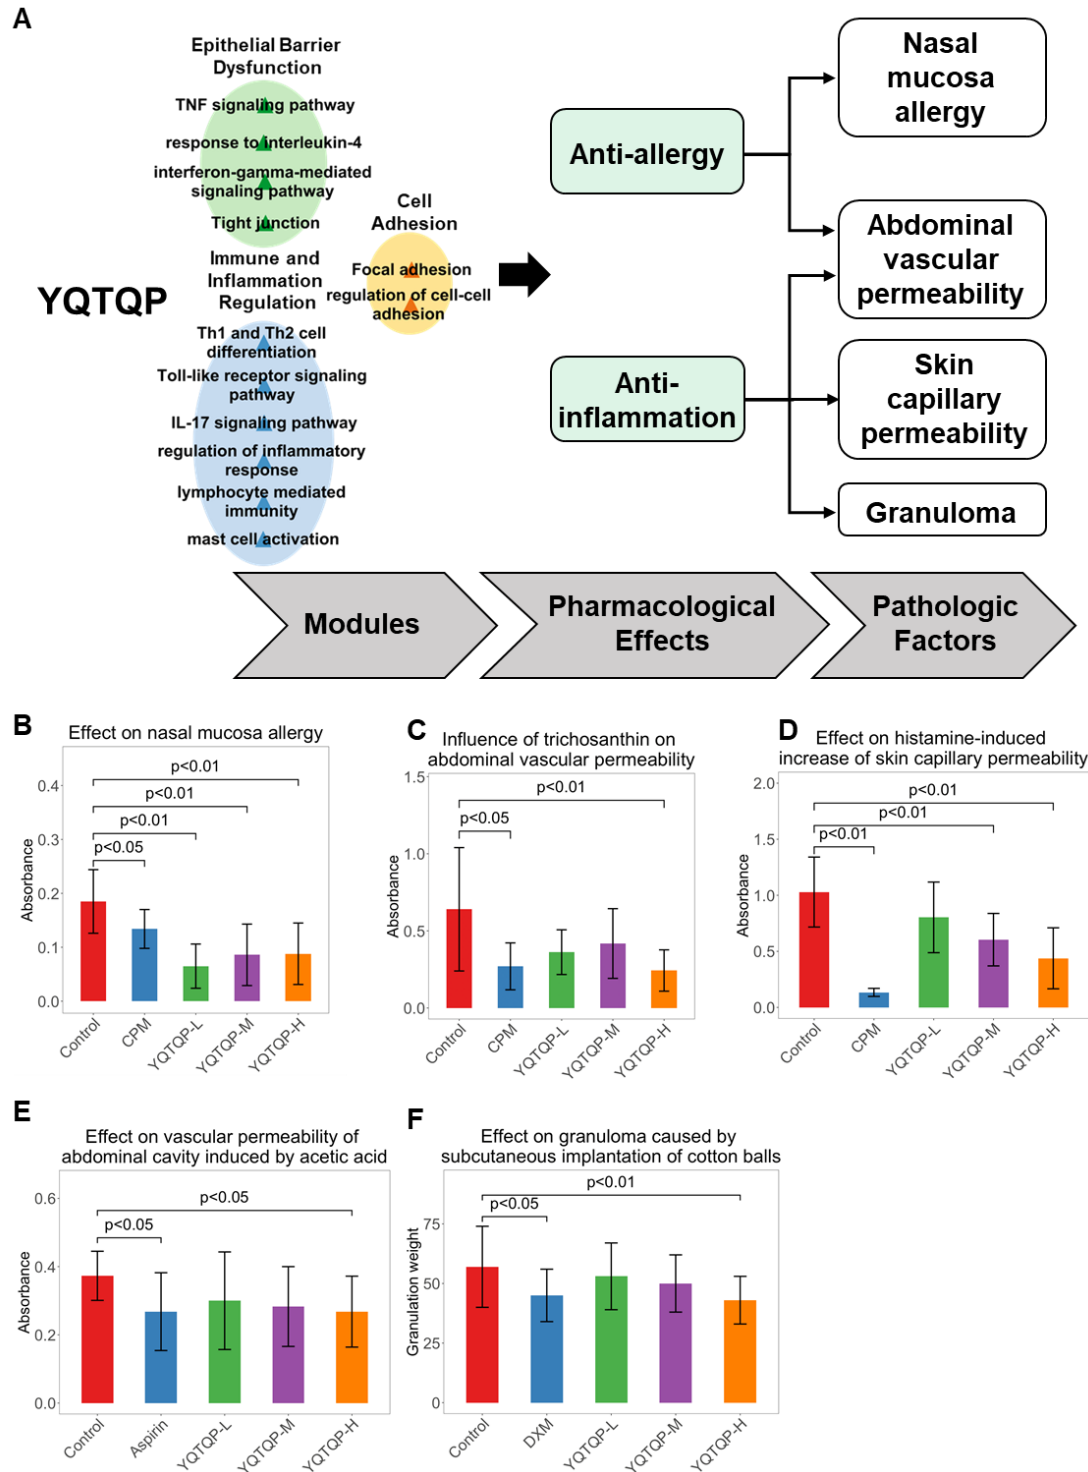 A
Epithelial Barrier
Dysfunction
TNF signaling pathway
response to interleukin-4
interferon-gamma-mediated
signaling pathway
Tight junction
Cell
Adhesion
Focal adhesion
regulation of cell-cell
adhesion
YQTQP
Immune and
Inflammation
Regulation
Th1 and Th2 cell
differentiation
Toll-like receptor signaling
pathway
IL-17 signaling pathway
regulation of inflammatory
response
lymphocyte mediated
immunity
mast cell activation
Anti-allergy
Anti-
inflammation
Nasal
mucosa
allergy
Abdominal
vascular
permeability
Skin
capillary
permeability
Granuloma
Modules
Pharmacological
Effects
Pathologic
Factors
B
Effect on nasal mucosa allergy
p<0.01
p<0.01
p<0.01
p<0.05
Absorbance
0.4
0.3
0.2
0.1
0.0
Control
CPM
YQTQP-L
YQTQP-M
YQTQP-H
C
Influence of trichosanthin on
abdominal vascular permeability
p<0.01
p<0.05
Absorbance
1.5
1.0
0.5
0.0
Control
CPM
YQTQP-L
YQTQP-M
YQTQP-H
D
Effect on histamine-induced
increase of skin capillary permeability
p<0.01
p<0.01
p<0.01
Absorbance
2.0
1.5
1.0
0.5
0.0
Control
CPM
YQTQP-L
YQTQP-M
YQTQP-H
E
Effect on vascular permeability of
abdominal cavity induced by acetic acid
p<0.05
p<0.05
Absorbance
0.6
0.4
0.2
0.0
Control
Aspirin
YQTQP-L
YQTQP-M
YQTQP-H
F
Effect on granuloma caused by
subcutaneous implantation of cotton balls
p<0.01
p<0.05
Granulation weight
75
50
25
0
Control
DXM
YQTQP-L
YQTQP-M
YQTQP-H